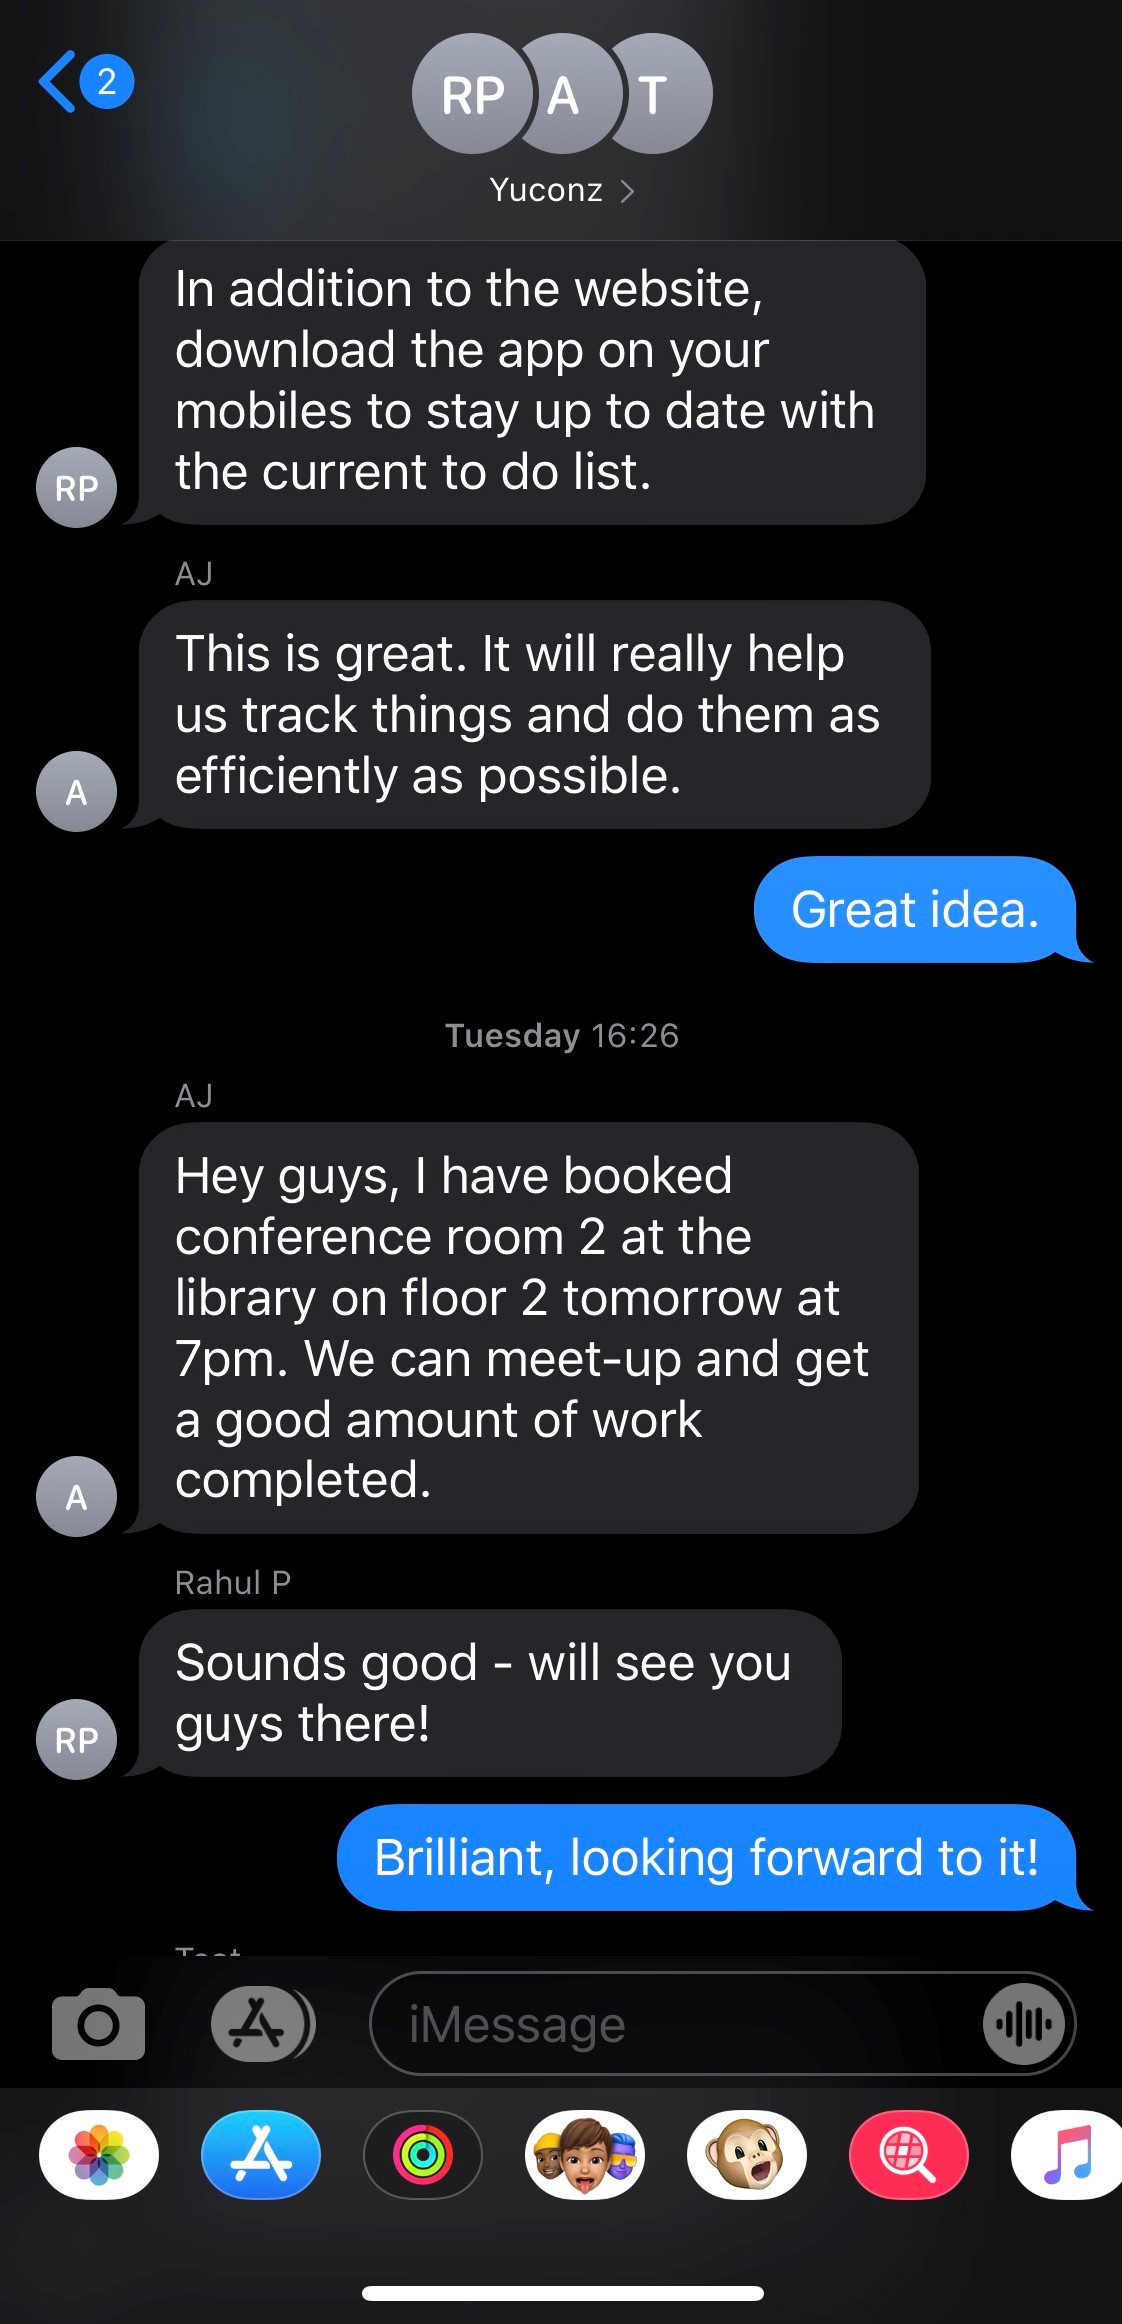 2
RP A T
Yuconz
In addition to the website,
download the app on your
mobiles to stay up to date with
the current to do list.
RP
AJ
This is great. It will really help
us track things and do them as
efficiently as possible.
A
Great idea.
Tuesday 16:26
AJ
Hey guys, I have booked
conference room 2 at the
library on floor 2 tomorrow at
7pm. We can meet-up and get
a good amount of work
completed.
A
Rahul P
Sounds good - will see you
guys there!
RP
Brilliant, looking forward to it!
iMessage